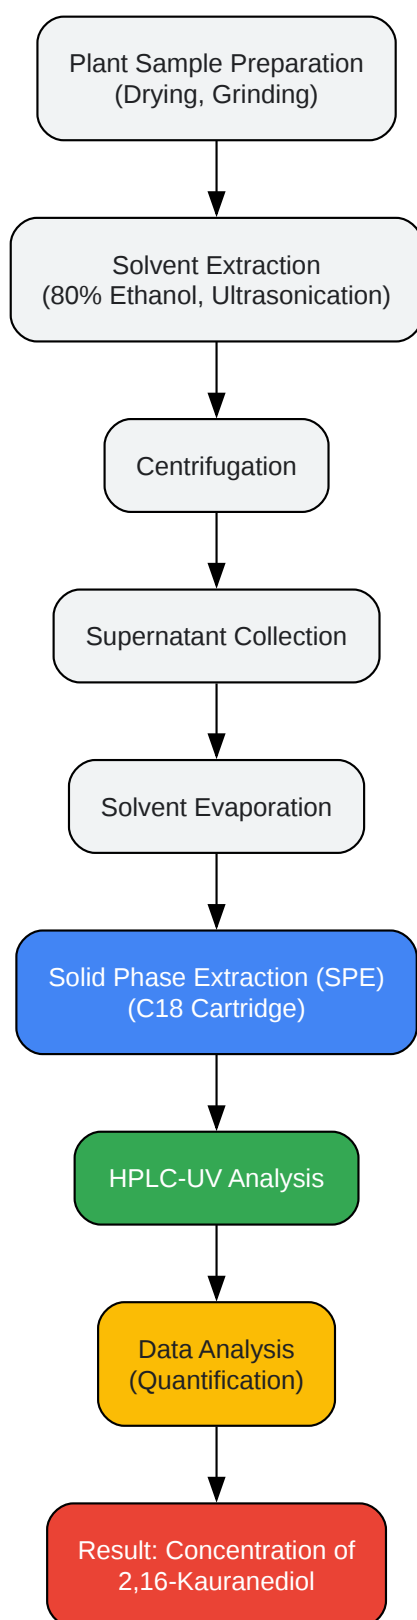 Plant Sample Preparation
(Drying, Grinding)
Solvent Extraction
(80% Ethanol, Ultrasonication)
Centrifugation
Supernatant Collection
Solvent Evaporation
Solid Phase Extraction (SPE)
(C18 Cartridge)
HPLC-UV Analysis
Data Analysis
(Quantification)
Result: Concentration of
2,16-Kauranediol